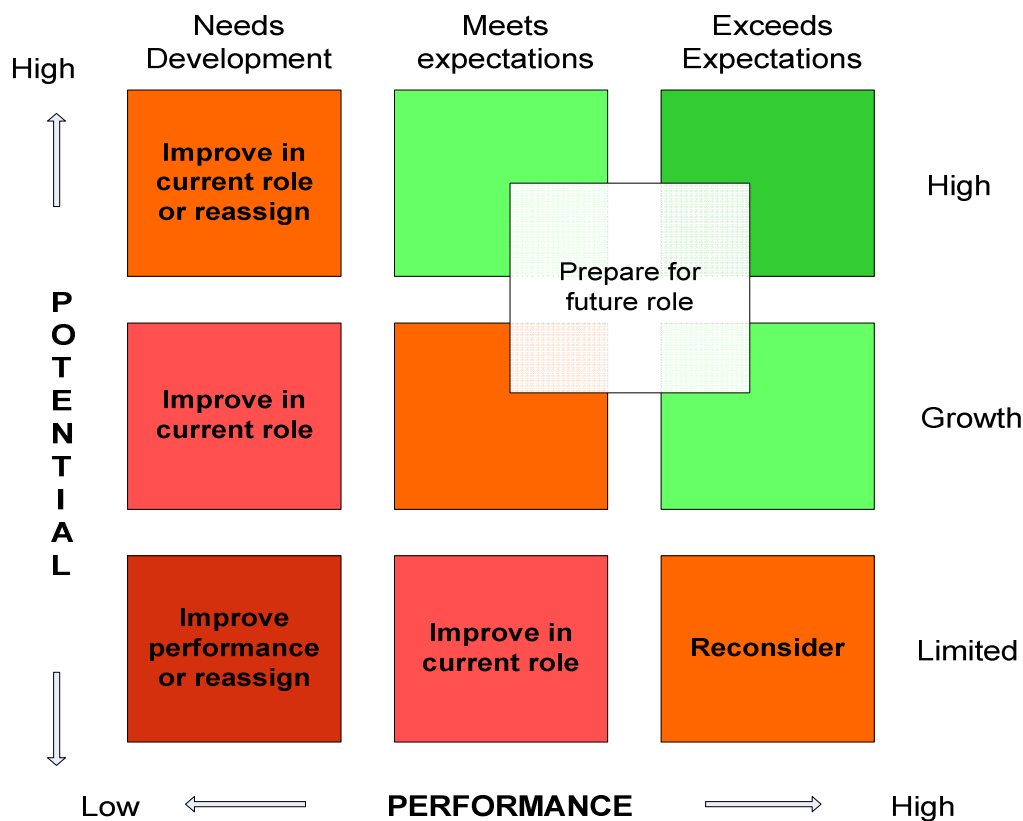 Needs
Development
Meets
expectations
Exceeds
Expectations
High
Improve in
current role
or reassign
High
Prepare for
future role
POTENTIAL
Improve in
current role
Growth
Improve
performance
or reassign
Improve in
current role
Reconsider
Limited
Low
PERFORMANCE
High